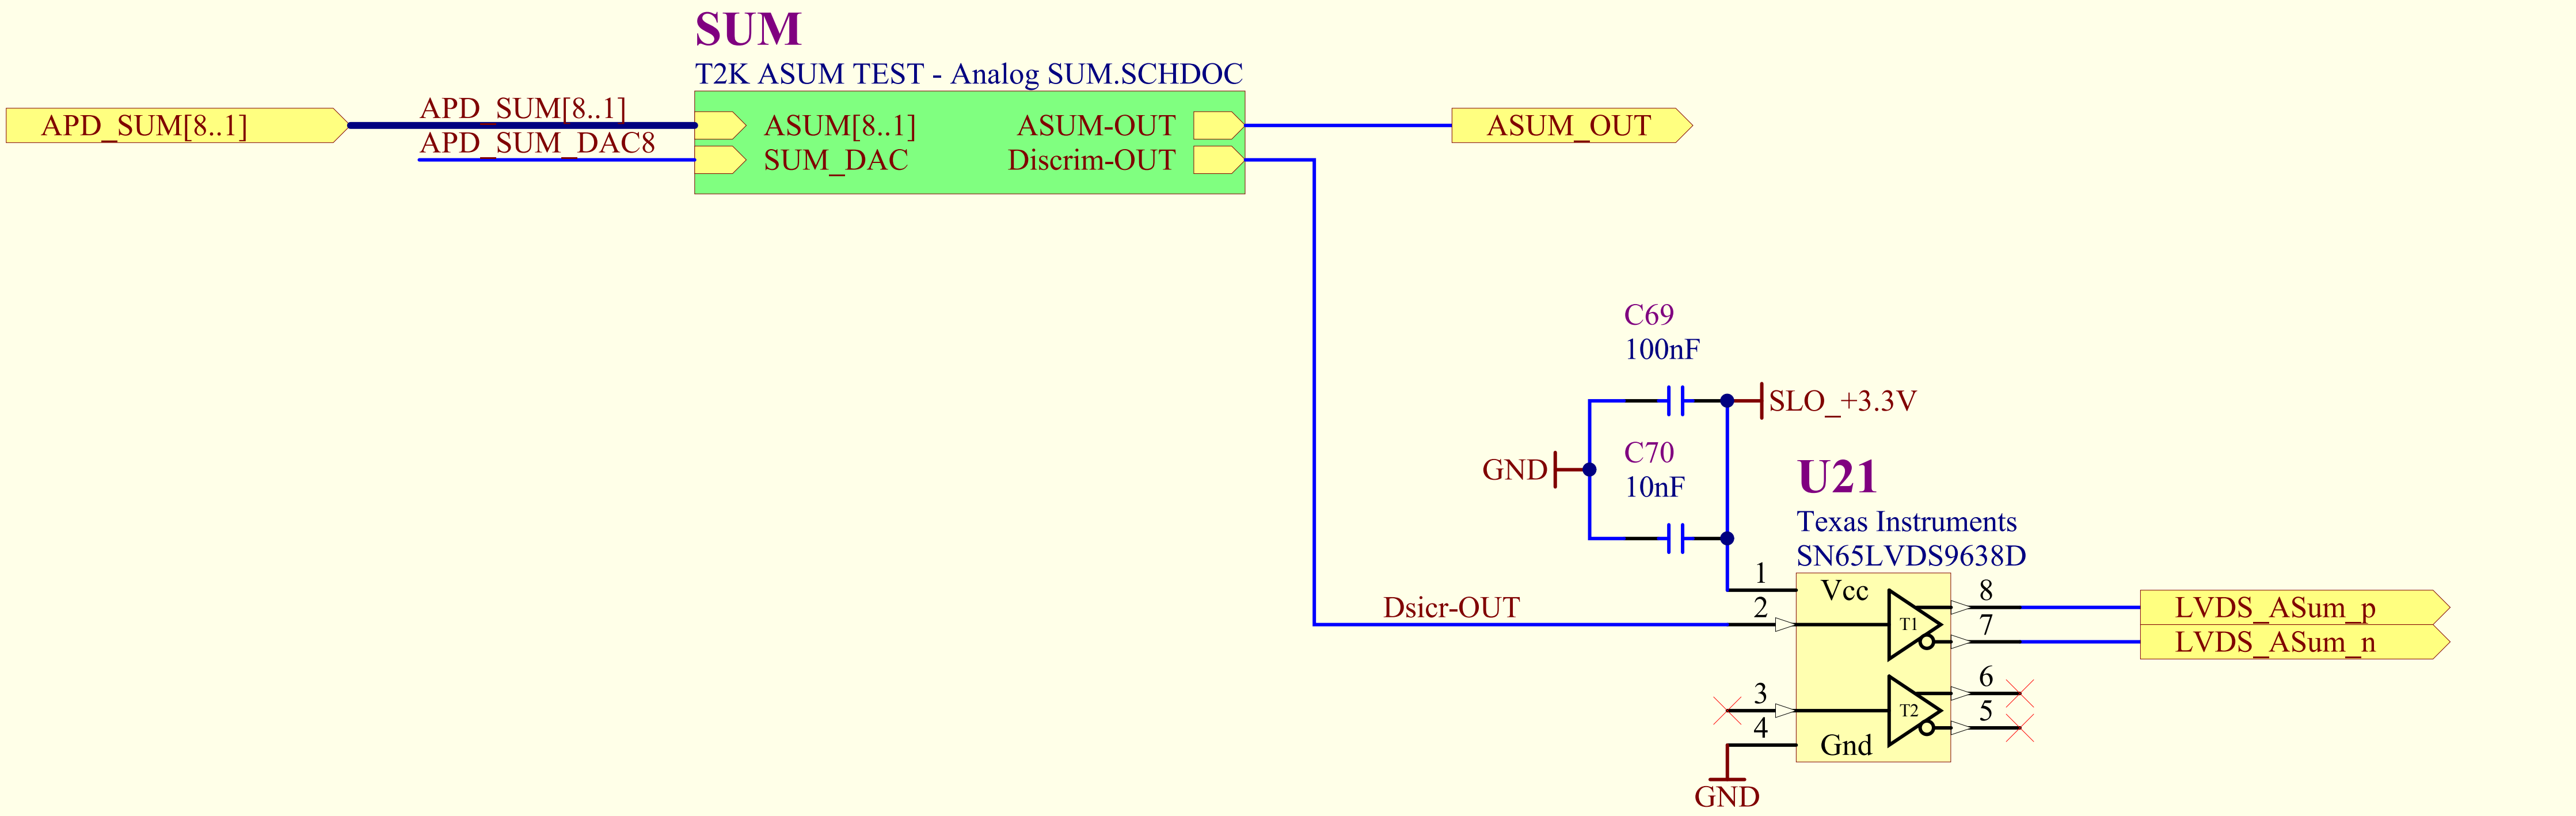 SUM
T2K ASUM TEST - Analog SUM.SCHDOC
APD_SUM[8..1]
APD_SUM[8..1]
ASUM[8..1]
ASUM-OUT
ASUM_OUT
APD_SUM_DAC8
SUM_DAC
Discrim-OUT
C69
100nF
SLO_+3.3V
C70
10nF
GND
U21
Texas Instruments
SN65LVDS9638D
Dsicr-OUT
1
Vcc
8
LVDS_ASum_p
2
T1
7
LVDS_ASum_n
3
6
T2
4
5
Gnd
GND